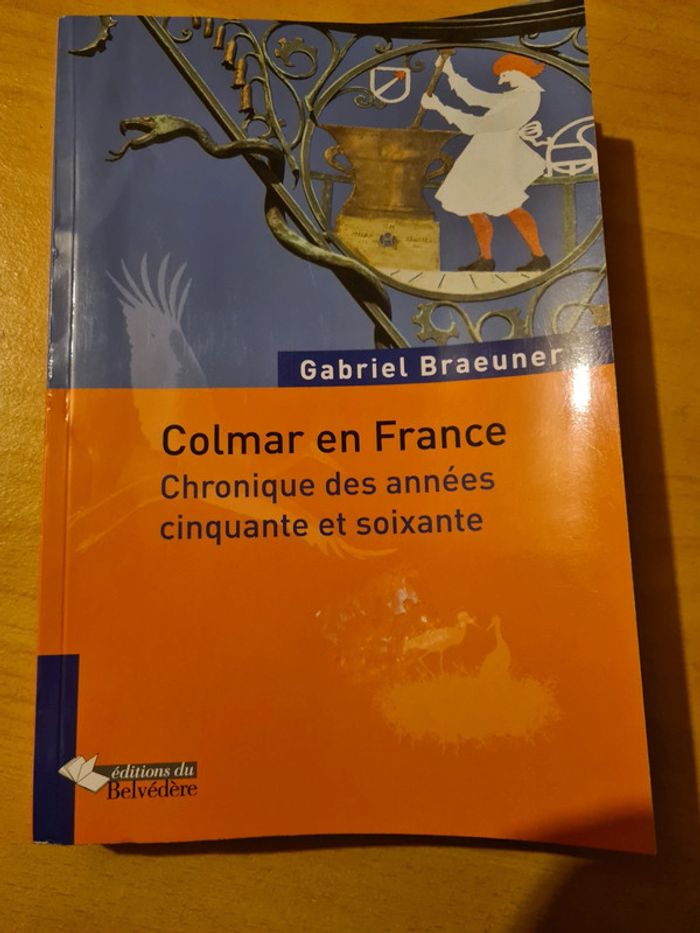 Gabriel Braeuner
Colmar en France
Chronique des années
cinquante et soixante
éditions du
Belvédère